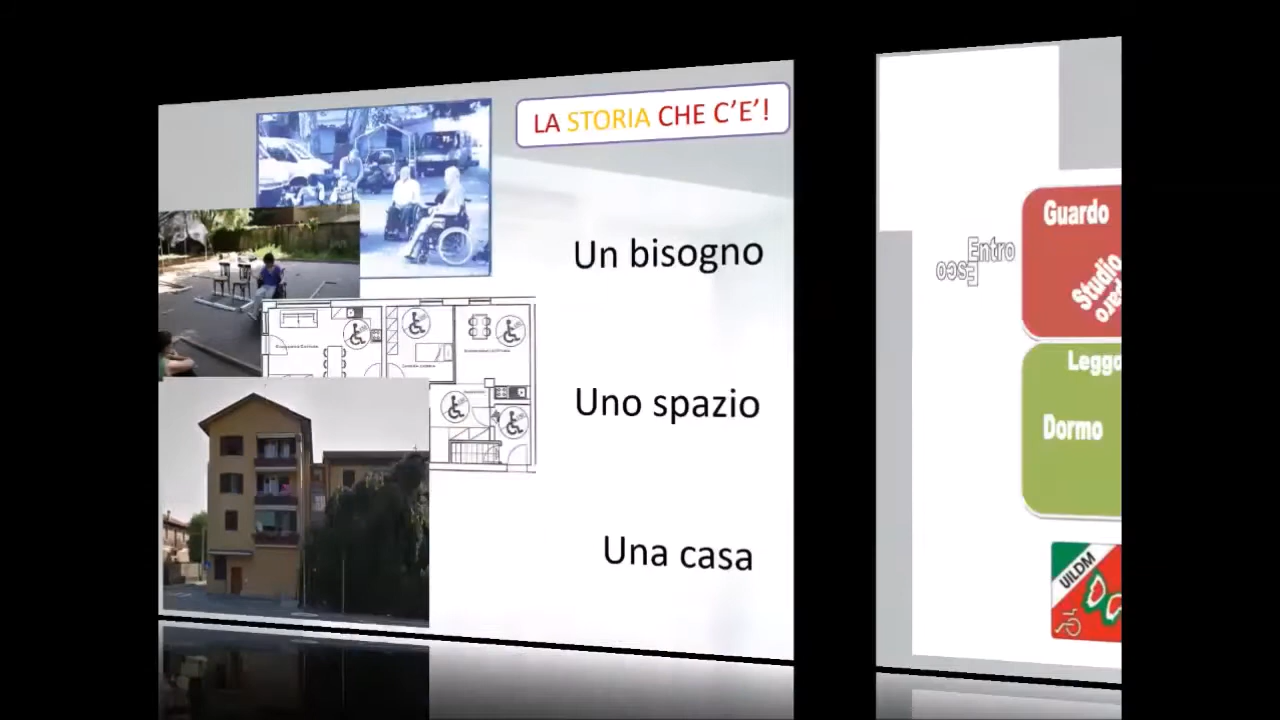 LA STORIA CHE C'E'!
Un bisogno
Uno spazio
Una casa
Entro
Esco
Guardo
Studio
Leggo
Dormo
UILDM